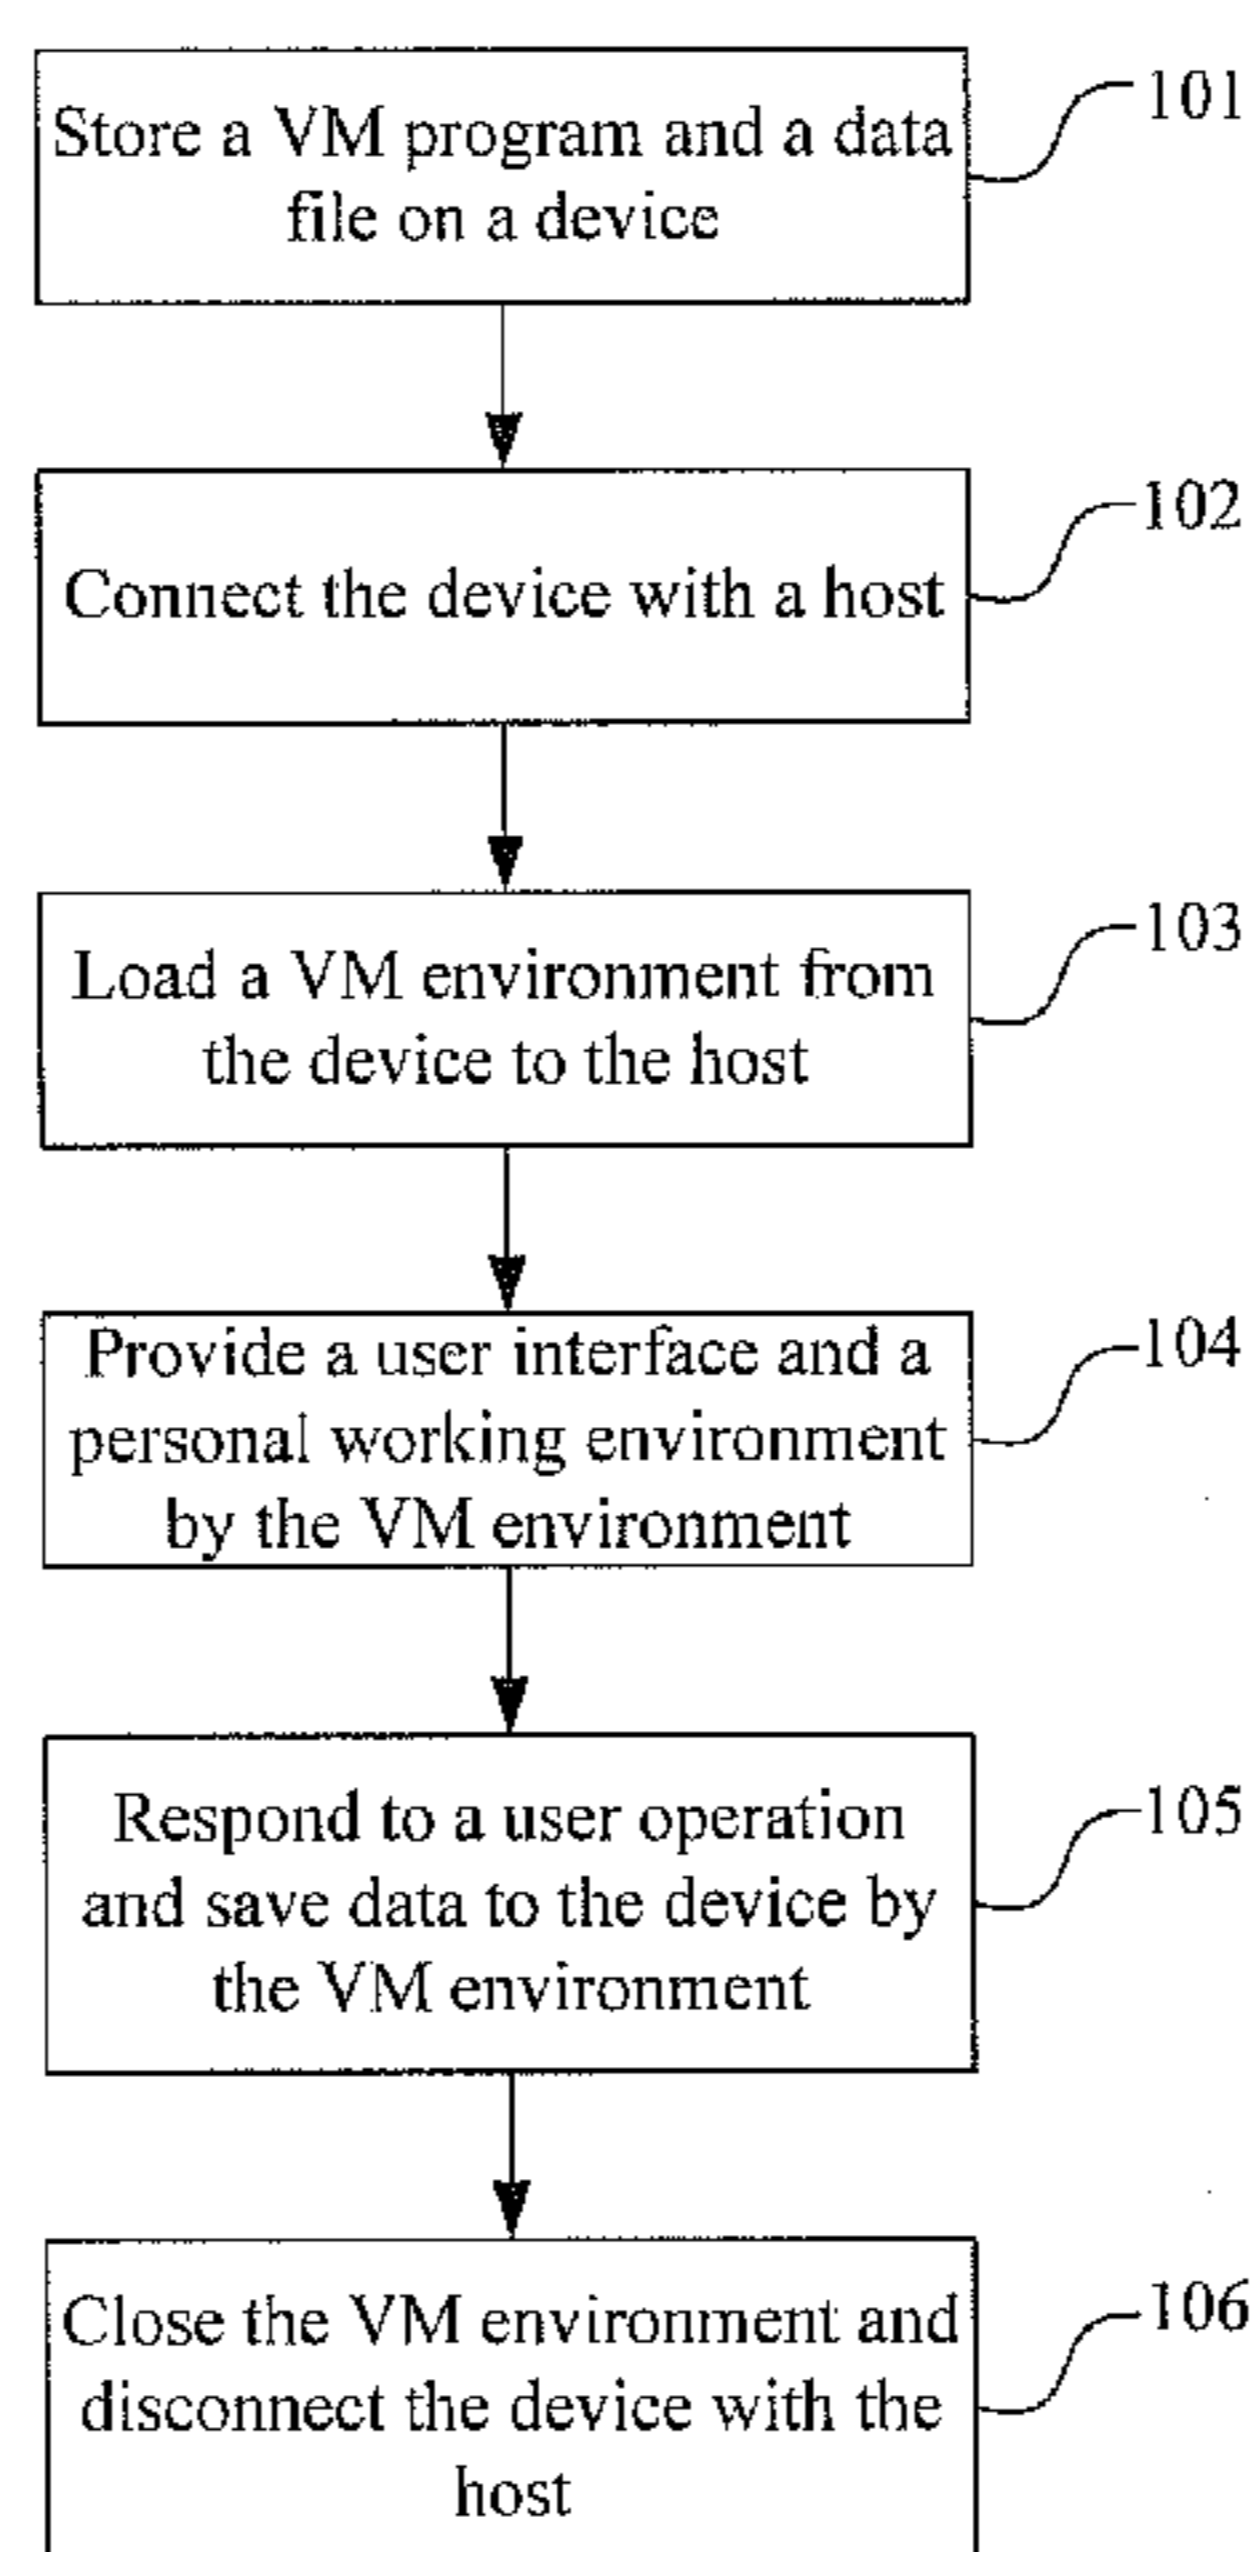 Store a VM program and a data
file on a device
101
Connect the device with a host
102
Load a VM environment from
the device to the host
103
Provide a user interface and a
personal working environment
by the VM environment
104
Respond to a user operation
and save data to the device by
the VM environment
105
Close the VM environment and
disconnect the device with the
host
106